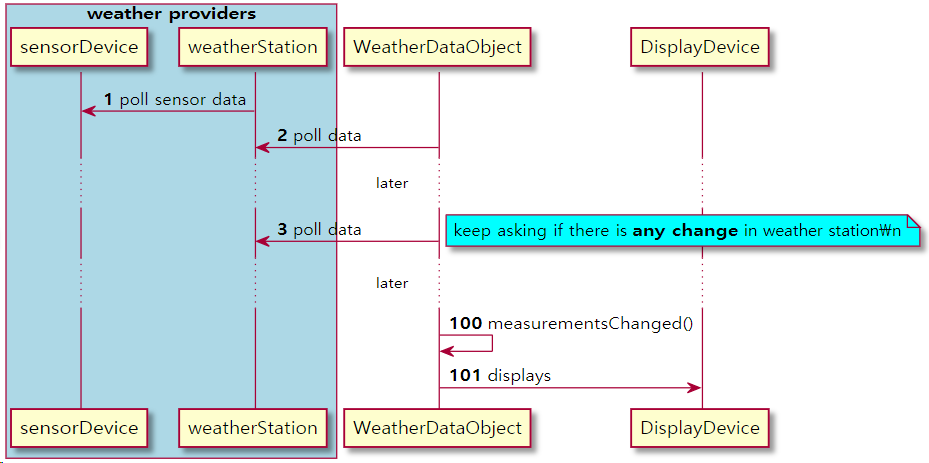 weather providers
sensorDevice weatherStation WeatherDataObject DisplayDevice
1 poll sensor data
2 poll data
later
3 poll data keep asking if there is any change in weather station₩n
later
100 measurementsChanged()
101 displays
sensorDevice weatherStation WeatherDataObject DisplayDevice